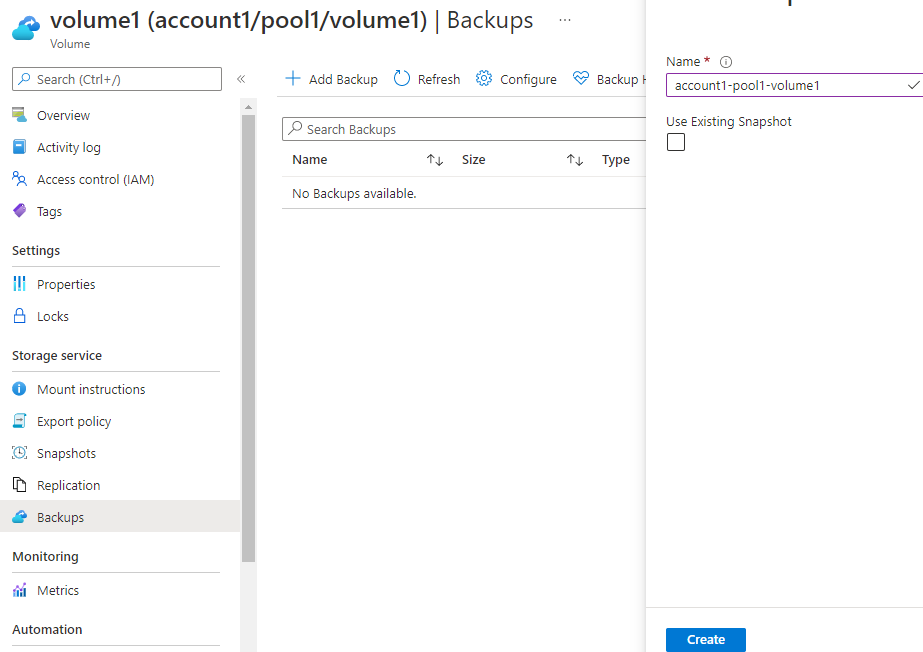 volume1 (account1/pool1/volume1) | Backups ...
Volume
Search (Ctrl+/)
«
Overview
Activity log
Access control (IAM)
Tags
Settings
Properties
Locks
Storage service
Mount instructions
Export policy
Snapshots
Replication
Backups
Monitoring
Metrics
Automation
Add Backup Refresh Configure Backup
Search Backups
Name Size Type
No Backups available.
Name *
account1-pool1-volume1
Use Existing Snapshot
Create